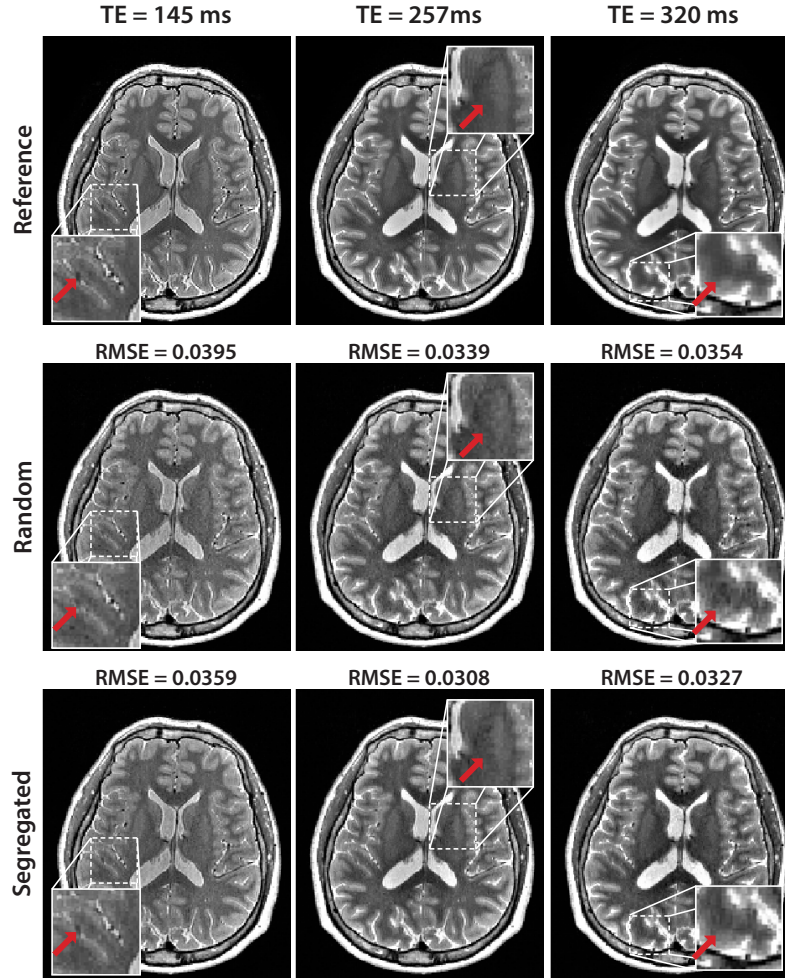 TE = 145 ms
TE = 257ms
TE = 320 ms
Reference
RMSE = 0.0395
RMSE = 0.0339
RMSE = 0.0354
Random
RMSE = 0.0359
RMSE = 0.0308
RMSE = 0.0327
Segregated